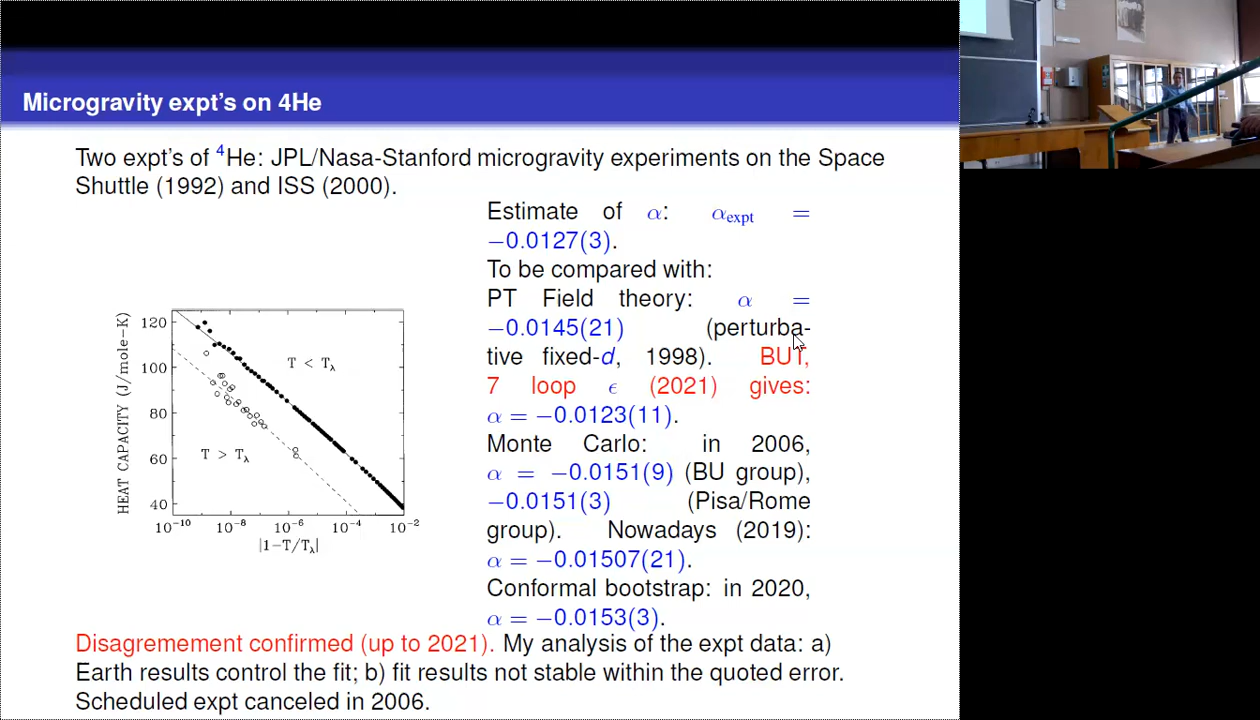 Microgravity expt's on 4He
Two expt's of ⁴He: JPL/Nasa-Stanford microgravity experiments on the Space
Shuttle (1992) and ISS (2000).
Estimate of α: α_expt =
−0.0127(3).
To be compared with:
PT Field theory: α =
−0.0145(21) (perturba-
tive fixed-d, 1998). BUT,
7 loop ϵ (2021) gives:
α = −0.0123(11).
Monte Carlo: in 2006,
α = −0.0151(9) (BU group),
−0.0151(3) (Pisa/Rome
group). Nowadays (2019):
α = −0.01507(21).
Conformal bootstrap: in 2020,
α = −0.0153(3).
HEAT CAPACITY (J/mole−K)
120
100
80
60
40
T < T_λ
T > T_λ
10⁻¹⁰ 10⁻⁸ 10⁻⁶ 10⁻⁴ 10⁻²
|1−T/T_λ|
Disagremement confirmed (up to 2021). My analysis of the expt data: a)
Earth results control the fit; b) fit results not stable within the quoted error.
Scheduled expt canceled in 2006.